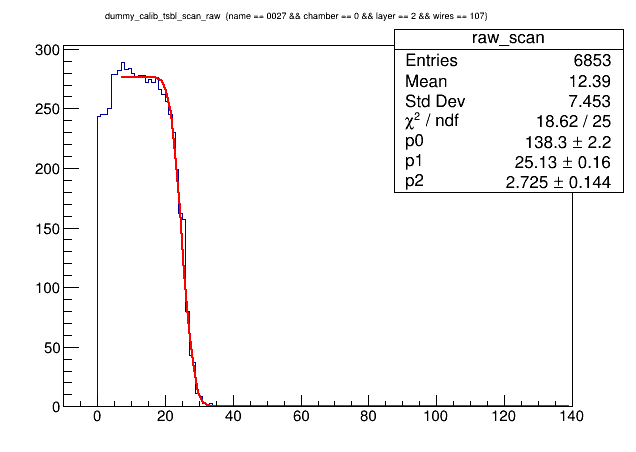 dummy_calib_tsbl_scan_raw (name == 0027 && chamber == 0 && layer == 2 && wires == 107)
raw_scan
Entries 6853
Mean 12.39
Std Dev 7.453
χ² / ndf 18.62 / 25
p0 138.3 ± 2.2
p1 25.13 ± 0.16
p2 2.725 ± 0.144
300
250
200
150
100
50
0
0 20 40 60 80 100 120 140